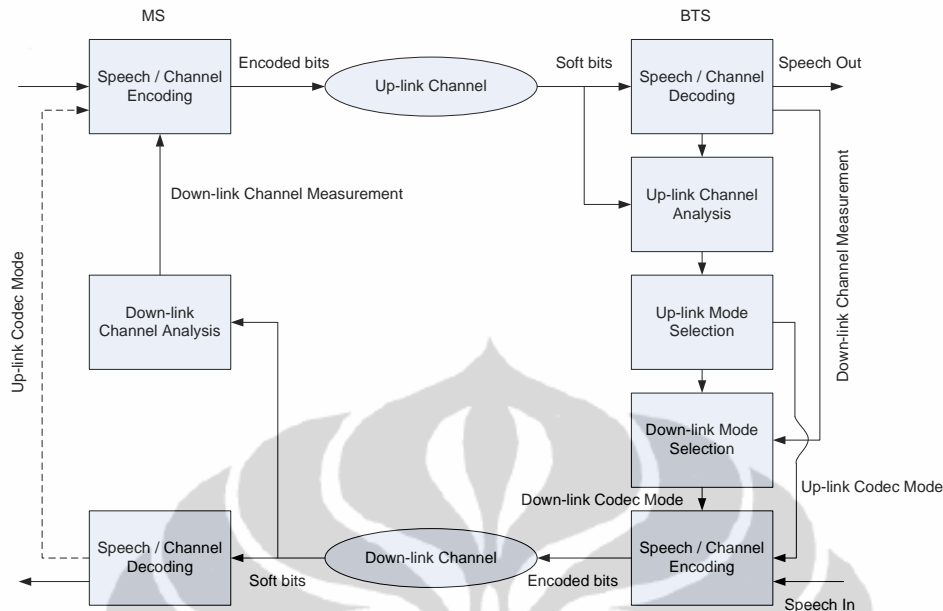 MS
BTS
Speech / Channel
Encoding
Encoded bits
Up-link Channel
Soft bits
Speech / Channel
Decoding
Speech Out
Down-link Channel Measurement
Up-link Channel
Analysis
Down-link Channel Measurement
Up-link Codec Mode
Down-link
Channel Analysis
Up-link Mode
Selection
Down-link Mode
Selection
Down-link Codec Mode
Up-link Codec Mode
Speech / Channel
Decoding
Soft bits
Down-link Channel
Encoded bits
Speech / Channel
Encoding
Speech In